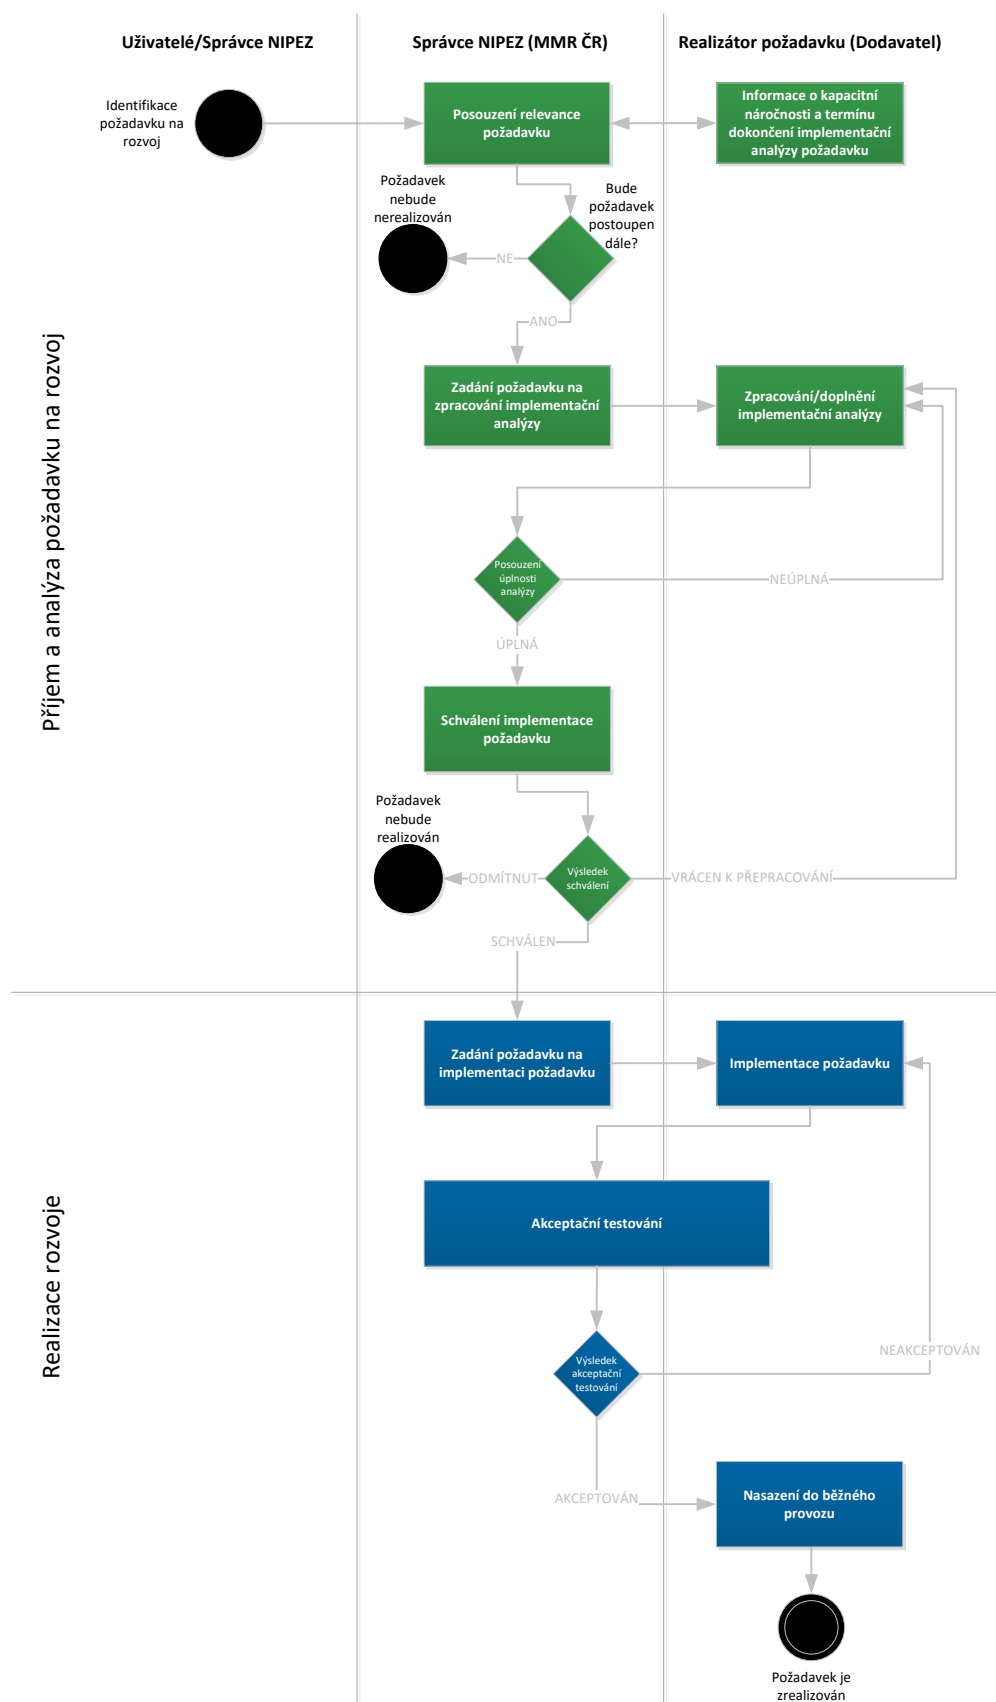 Uživatelé/Správce NIPEZ
Správce NIPEZ (MMR ČR)
Realizátor požadavku (Dodavatel)
Příjem a analýza požadavku na rozvoj
Identifikace
požadavku na
rozvoj
Posouzení relevance
požadavku
Informace o kapacitní
náročnosti a termínu
dokončení implementační
analýzy požadavku
Požadavek
nebude
nerealizován
Bude
požadavek
postoupen
dále?
NE
ANO
Zadání požadavku na
zpracování implementační
analýzy
Zpracování/doplnění
implementační analýzy
Posouzení
úplnosti
analýzy
NEÚPLNÁ
ÚPLNÁ
Schválení implementace
požadavku
Požadavek
nebude
realizován
ODMÍTNUT
Výsledek
schválení
VRÁCEN K PŘEPRACOVÁNÍ
SCHVÁLEN
Realizace rozvoje
Zadání požadavku na
implementaci požadavku
Implementace požadavku
Akceptační testování
Výsledek
akceptační
testování
NEAKCEPTOVÁN
AKCEPTOVÁN
Nasazení do běžného
provozu
Požadavek je
zrealizován